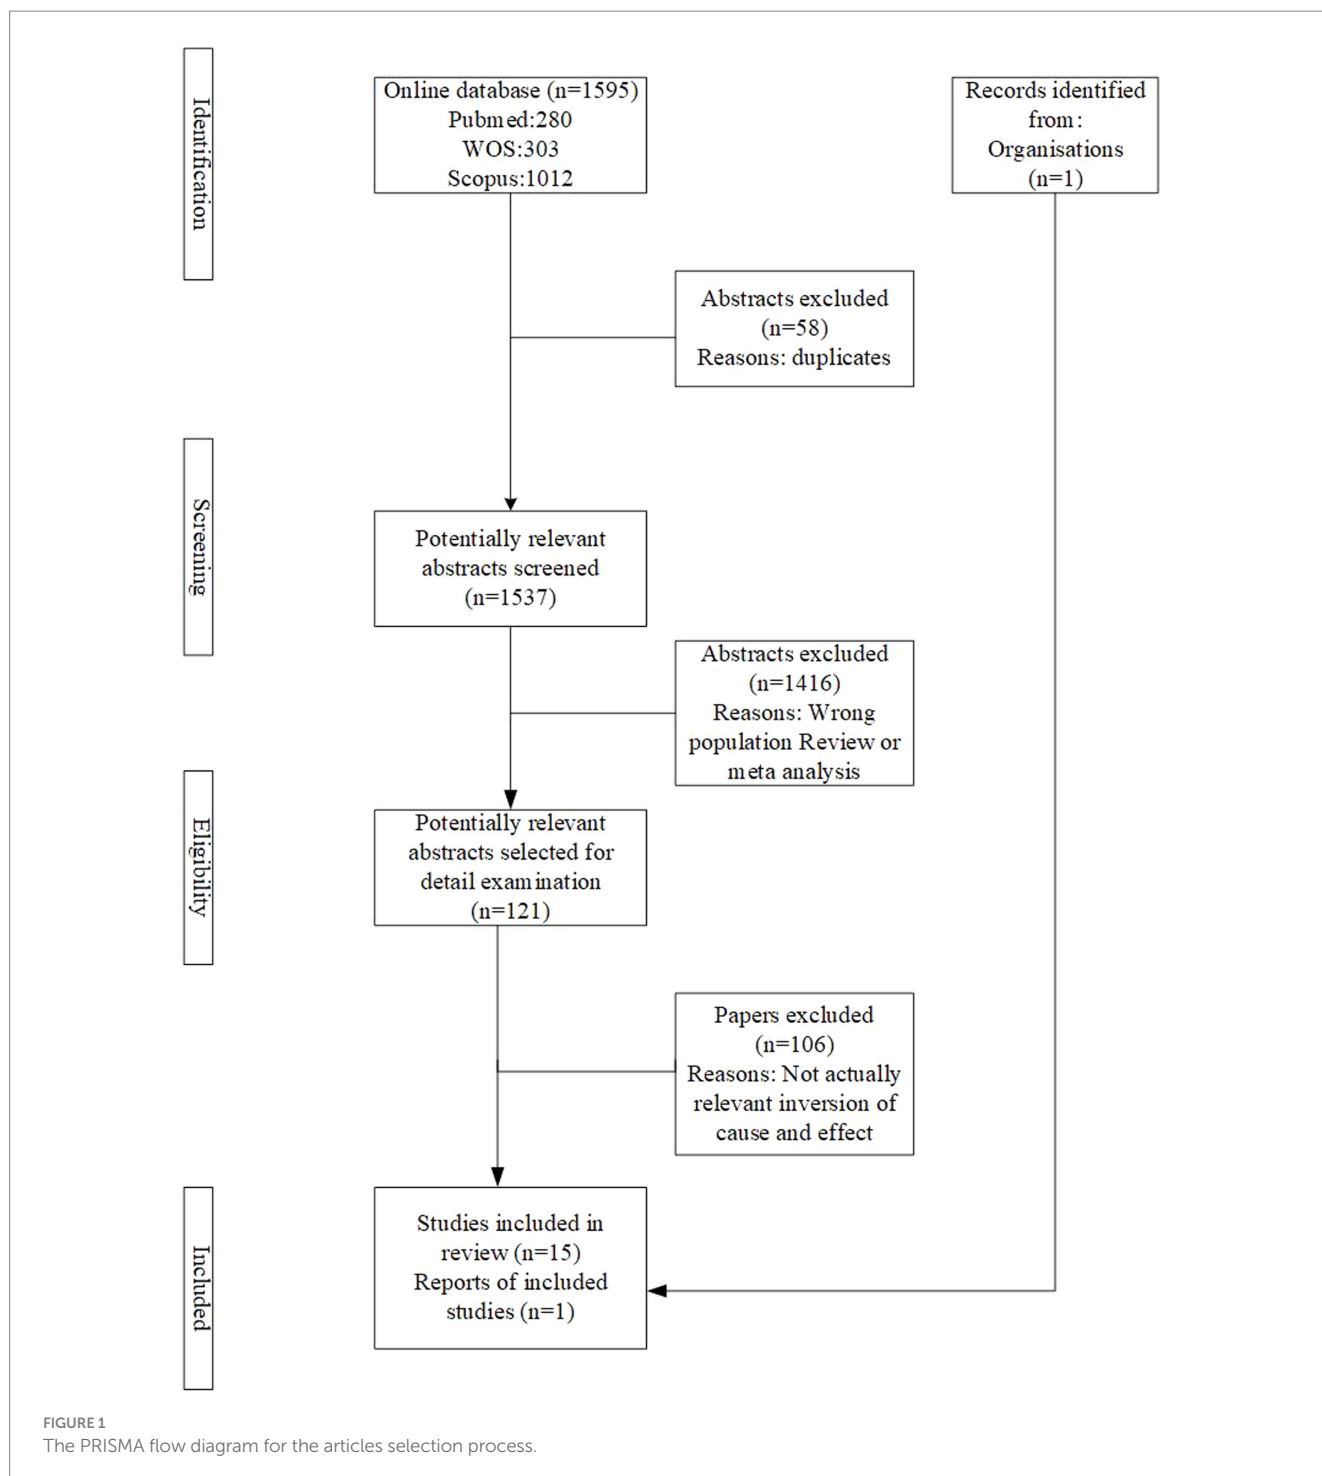 Identification
Online database (n=1595)
Pubmed:280
WOS:303
Scopus:1012
Records identified
from:
Organisations
(n=1)
Abstracts excluded
(n=58)
Reasons: duplicates
Screening
Potentially relevant
abstracts screened
(n=1537)
Abstracts excluded
(n=1416)
Reasons: Wrong
population Review or
meta analysis
Eligibility
Potentially relevant
abstracts selected for
detail examination
(n=121)
Papers excluded
(n=106)
Reasons: Not actually
relevant inversion of
cause and effect
Included
Studies included in
review (n=15)
Reports of included
studies (n=1)
FIGURE 1
The PRISMA flow diagram for the articles selection process.